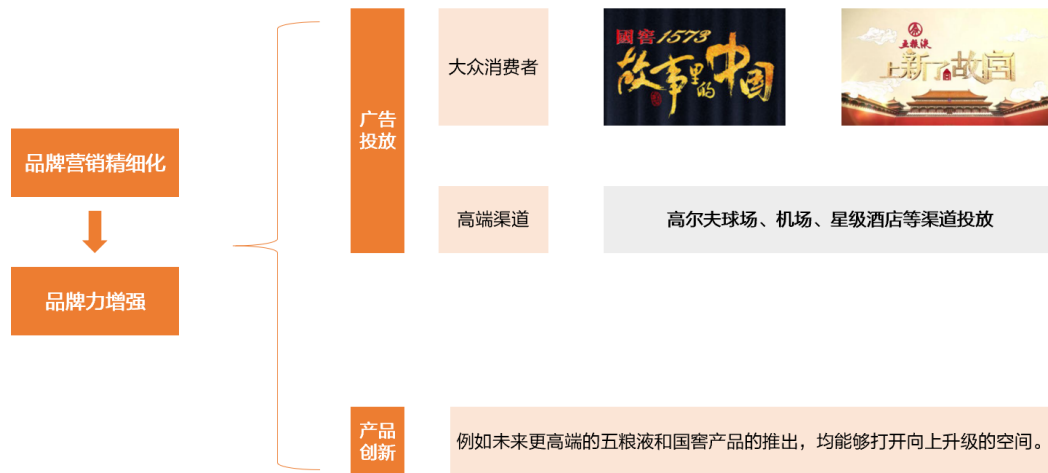 品牌营销精细化
品牌力增强
广告
投放
大众消费者
國窖1573
故事里的中国
五粮液
上新了故宫
高端渠道
高尔夫球场、机场、星级酒店等渠道投放
产品
创新
例如未来更高端的五粮液和国窖产品的推出，均能够打开向上升级的空间。